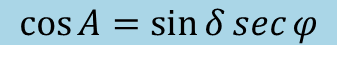 cos A = sin δ sec φ